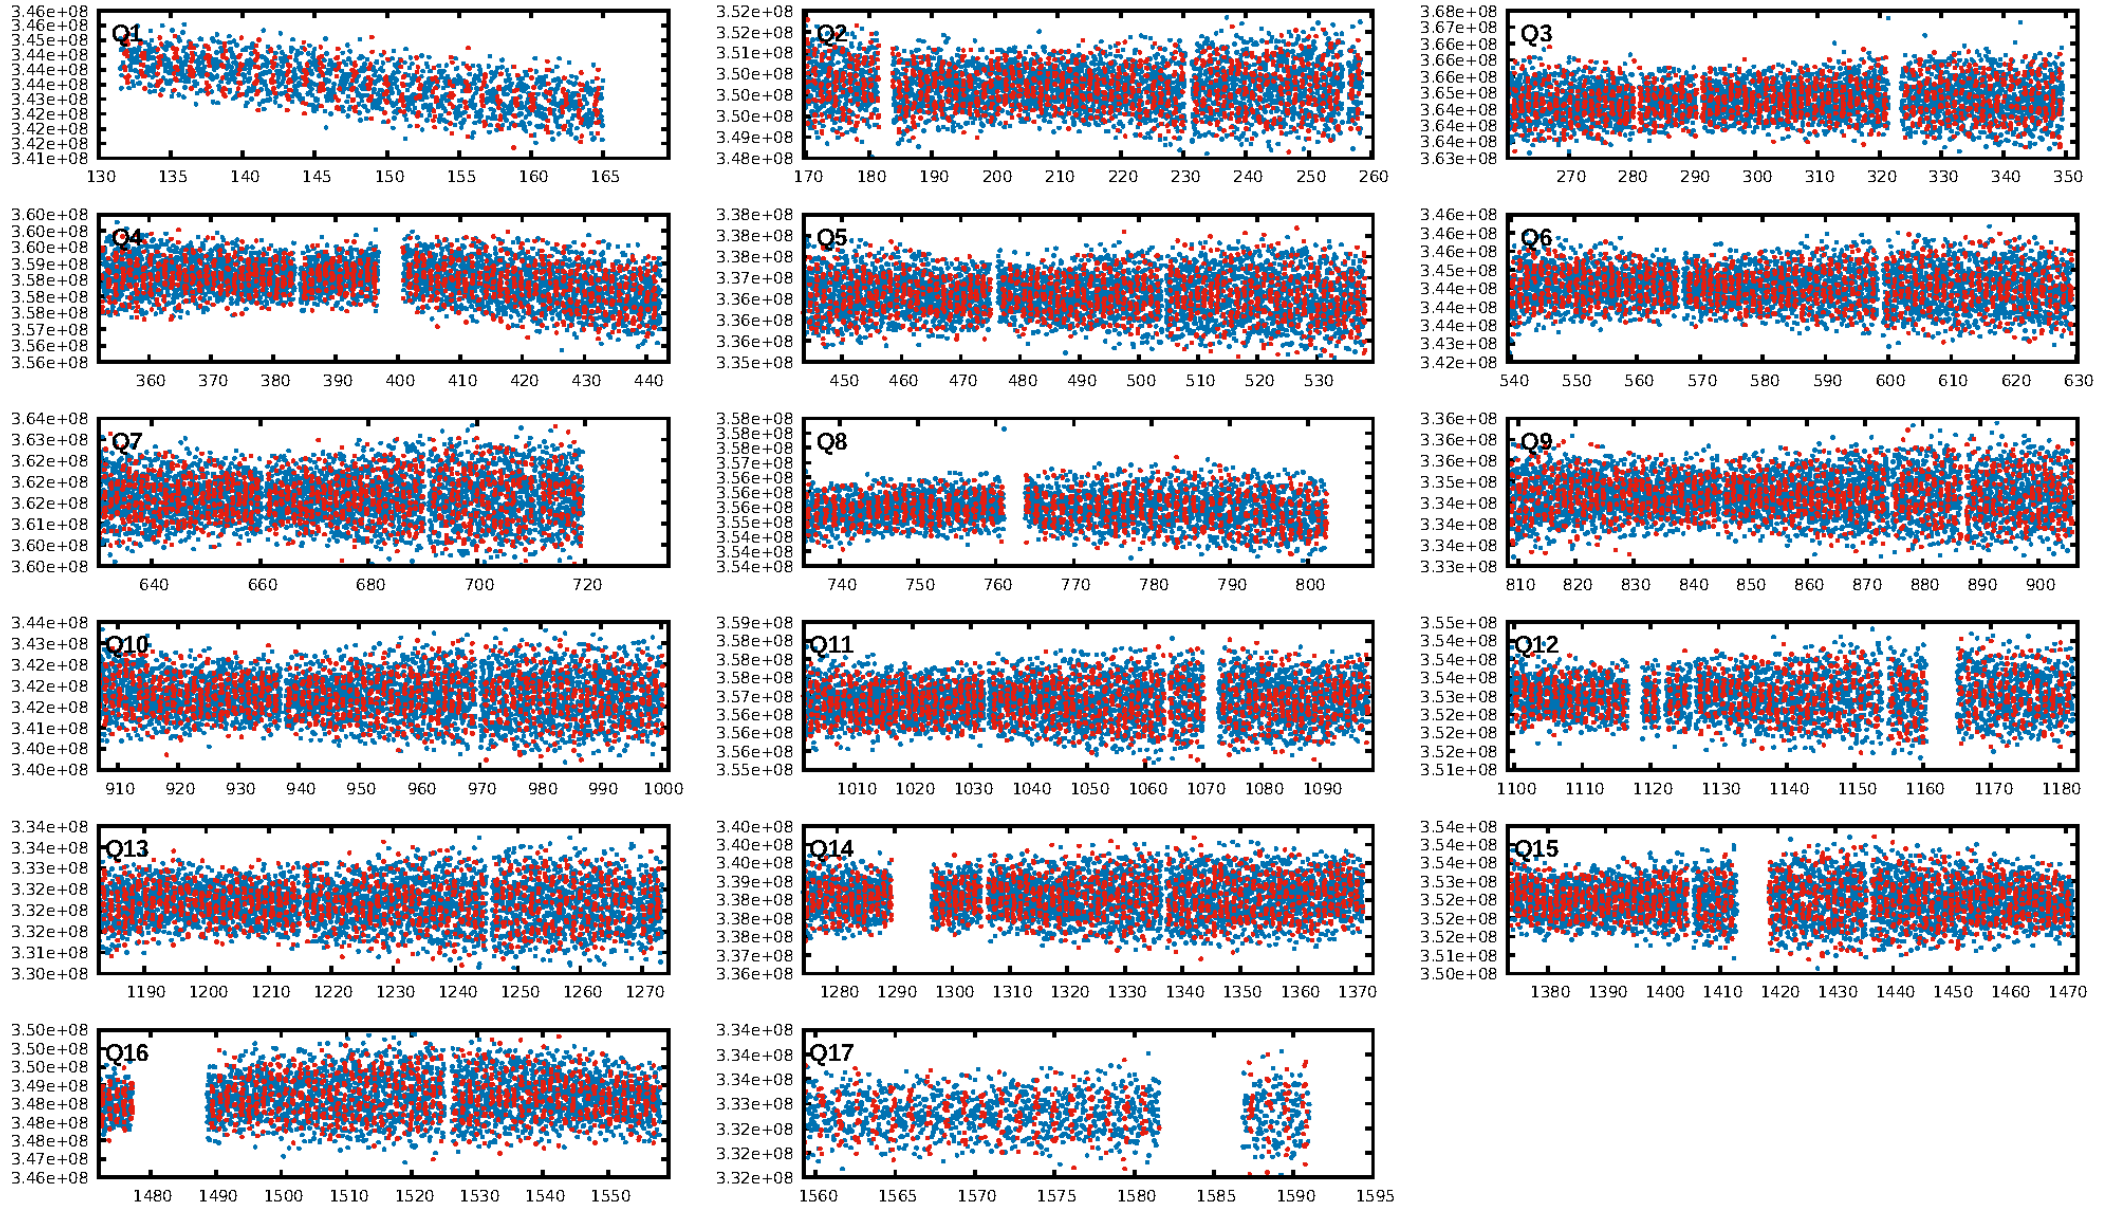 3.46e+08
3.46e+08
3.45e+08
3.44e+08
3.44e+08
3.44e+08
3.43e+08
3.42e+08
3.42e+08
3.42e+08
3.41e+08
Q1
130 135 140 145 150 155 160 165
3.52e+08
3.52e+08
3.51e+08
3.50e+08
3.50e+08
3.50e+08
3.49e+08
3.48e+08
Q2
170 180 190 200 210 220 230 240 250 260
3.68e+08
3.67e+08
3.66e+08
3.66e+08
3.66e+08
3.65e+08
3.64e+08
3.64e+08
3.64e+08
3.63e+08
Q3
270 280 290 300 310 320 330 340 350
3.60e+08
3.60e+08
3.60e+08
3.59e+08
3.58e+08
3.58e+08
3.58e+08
3.57e+08
3.56e+08
3.56e+08
Q4
360 370 380 390 400 410 420 430 440
3.38e+08
3.38e+08
3.38e+08
3.37e+08
3.36e+08
3.36e+08
3.36e+08
3.35e+08
Q5
450 460 470 480 490 500 510 520 530
3.46e+08
3.46e+08
3.46e+08
3.45e+08
3.44e+08
3.44e+08
3.44e+08
3.43e+08
3.42e+08
Q6
540 550 560 570 580 590 600 610 620 630
3.64e+08
3.63e+08
3.62e+08
3.62e+08
3.62e+08
3.61e+08
3.60e+08
3.60e+08
Q7
640 660 680 700 720
3.58e+08
3.58e+08
3.58e+08
3.57e+08
3.56e+08
3.56e+08
3.56e+08
3.55e+08
3.54e+08
3.54e+08
3.54e+08
Q8
740 750 760 770 780 790 800
3.36e+08
3.36e+08
3.36e+08
3.35e+08
3.34e+08
3.34e+08
3.34e+08
3.33e+08
Q9
810 820 830 840 850 860 870 880 890 900
3.44e+08
3.43e+08
3.42e+08
3.42e+08
3.42e+08
3.41e+08
3.40e+08
3.40e+08
Q10
910 920 930 940 950 960 970 980 990 1000
3.59e+08
3.58e+08
3.58e+08
3.58e+08
3.57e+08
3.56e+08
3.56e+08
3.56e+08
3.55e+08
Q11
1010 1020 1030 1040 1050 1060 1070 1080 1090
3.55e+08
3.54e+08
3.54e+08
3.54e+08
3.53e+08
3.52e+08
3.52e+08
3.52e+08
3.51e+08
Q12
1100 1110 1120 1130 1140 1150 1160 1170 1180
3.34e+08
3.34e+08
3.33e+08
3.32e+08
3.32e+08
3.32e+08
3.31e+08
3.30e+08
Q13
1190 1200 1210 1220 1230 1240 1250 1260 1270
3.40e+08
3.40e+08
3.40e+08
3.39e+08
3.38e+08
3.38e+08
3.38e+08
3.37e+08
3.36e+08
Q14
1280 1290 1300 1310 1320 1330 1340 1350 1360 1370
3.54e+08
3.54e+08
3.54e+08
3.53e+08
3.52e+08
3.52e+08
3.52e+08
3.51e+08
3.50e+08
Q15
1380 1390 1400 1410 1420 1430 1440 1450 1460 1470
3.50e+08
3.50e+08
3.50e+08
3.49e+08
3.48e+08
3.48e+08
3.48e+08
3.47e+08
3.46e+08
Q16
1480 1490 1500 1510 1520 1530 1540 1550
3.34e+08
3.34e+08
3.34e+08
3.33e+08
3.32e+08
3.32e+08
3.32e+08
Q17
1560 1565 1570 1575 1580 1585 1590 1595